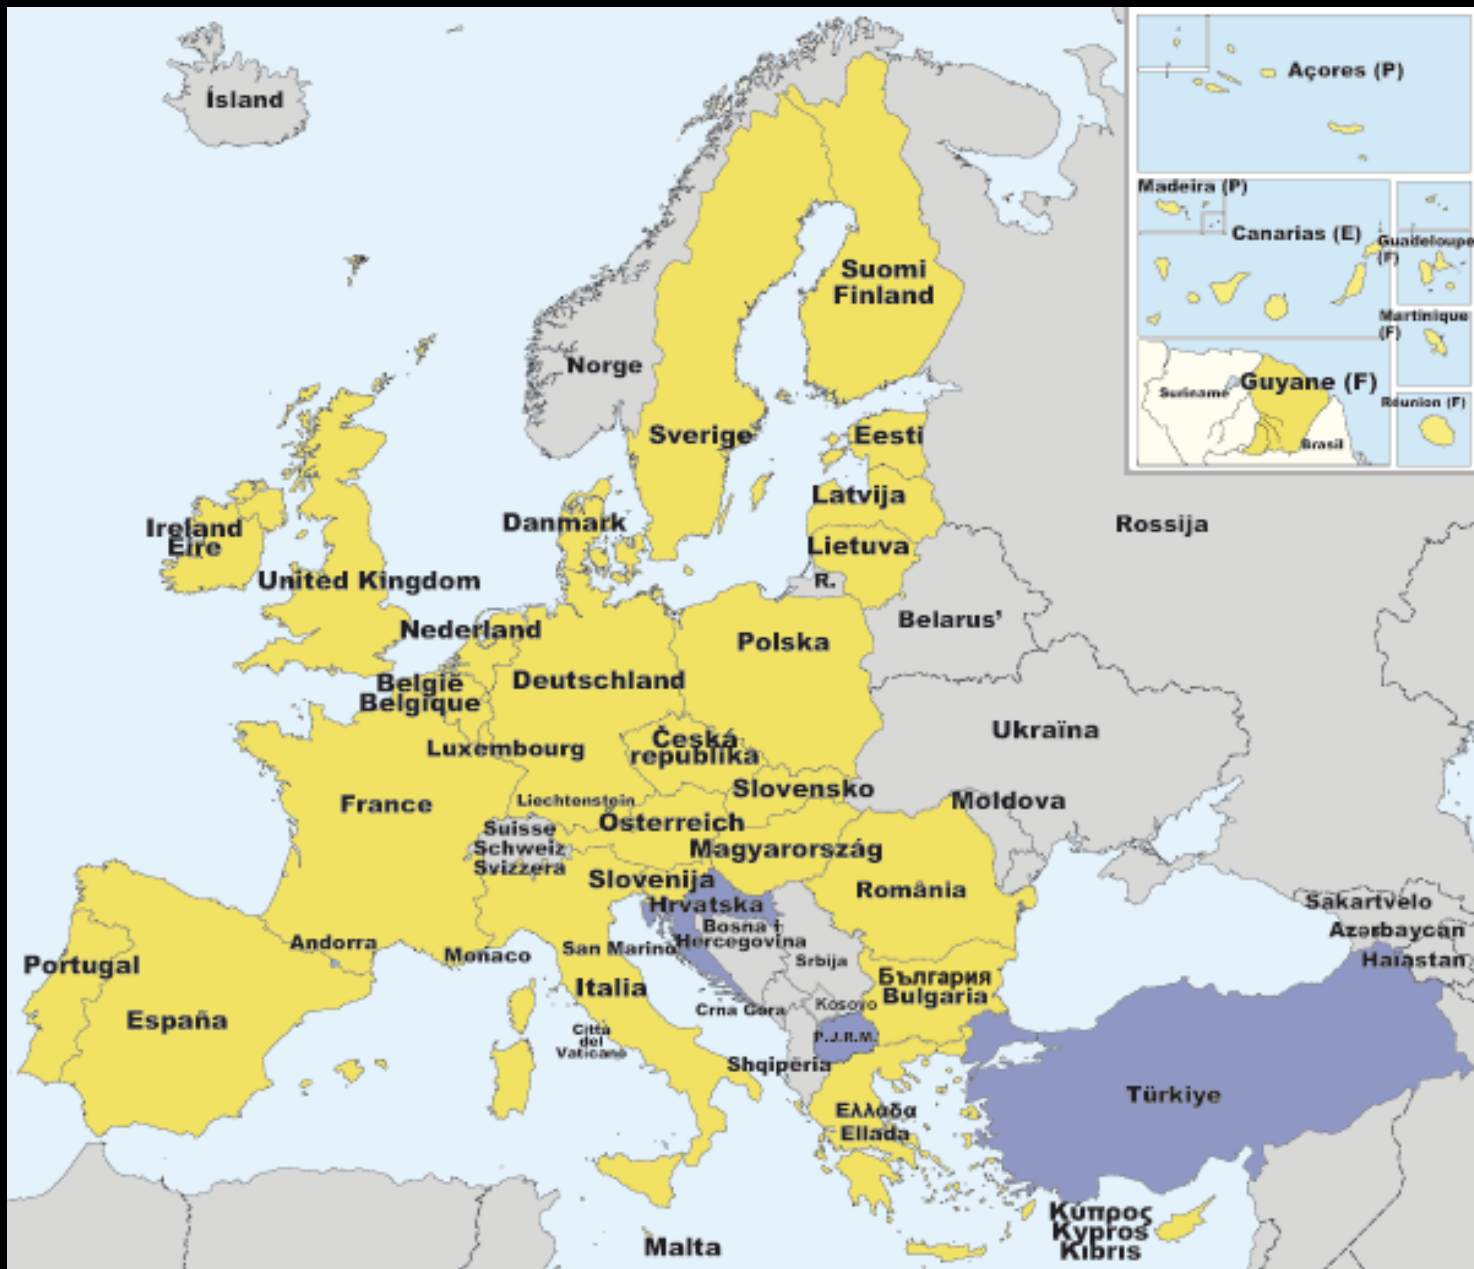 Ísland
Açores (P)
Madeira (P)
Canarias (E)
Guadeloupe
(F)
Martinique
(F)
Guyane (F)
Suriname
Brasil
Réunion (F)
Suomi
Finland
Norge
Sverige
Eesti
Latvija
Lietuva
R.
Rossija
Danmark
Ireland
Eire
United Kingdom
Nederland
België
Belgique
Deutschland
Polska
Belarus'
Luxembourg
Česká
republika
Ukraïna
France
Slovensko
Moldova
Liechtenstein
Österreich
Suisse
Schweiz
Svizzera
Magyarország
Slovenija
România
Hrvatska
Bosna i
Hercegovina
Srbija
Sakartvelo
Azərbaycan
Haïastan
Andorra
Monaco
San Marino
Portugal
España
Italia
България
Bulgaria
Crna Gora
Kosovo
P.J.R.M.
Città
del
Vaticano
Shqipëria
Türkiye
Ελλάδα
Ellada
Malta
Κύπρος
Kypros
Kıbrıs